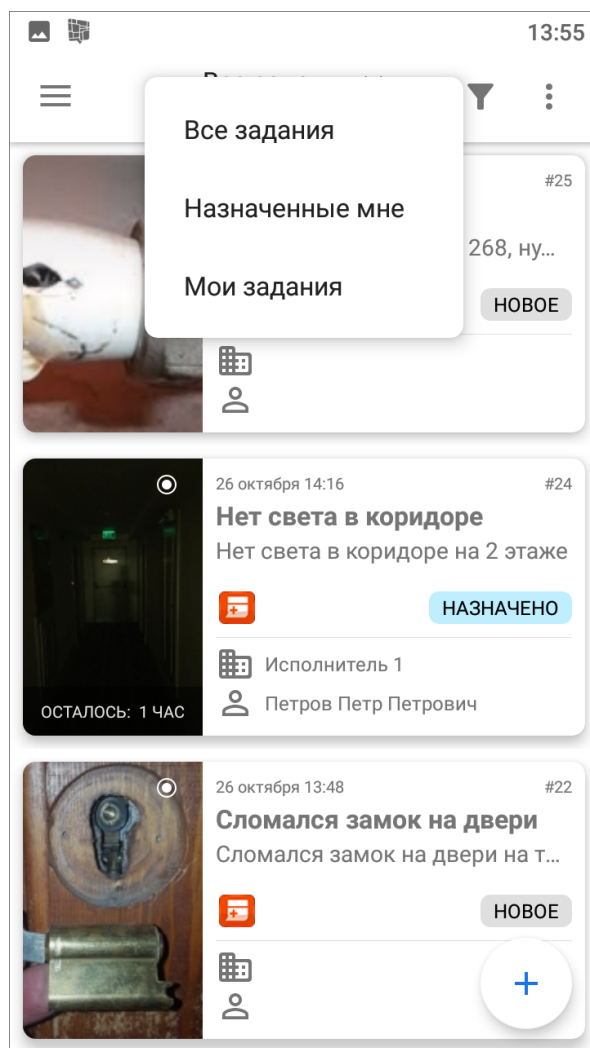 13:55
Все задания
Назначенные мне
Мои задания
#25
268, ну...
НОВОЕ
26 октября 14:16
#24
Нет света в коридоре
Нет света в коридоре на 2 этаже
НАЗНАЧЕНО
Исполнитель 1
Петров Петр Петрович
ОСТАЛОСЬ: 1 ЧАС
26 октября 13:48
#22
Сломался замок на двери
Сломался замок на двери на т...
НОВОЕ